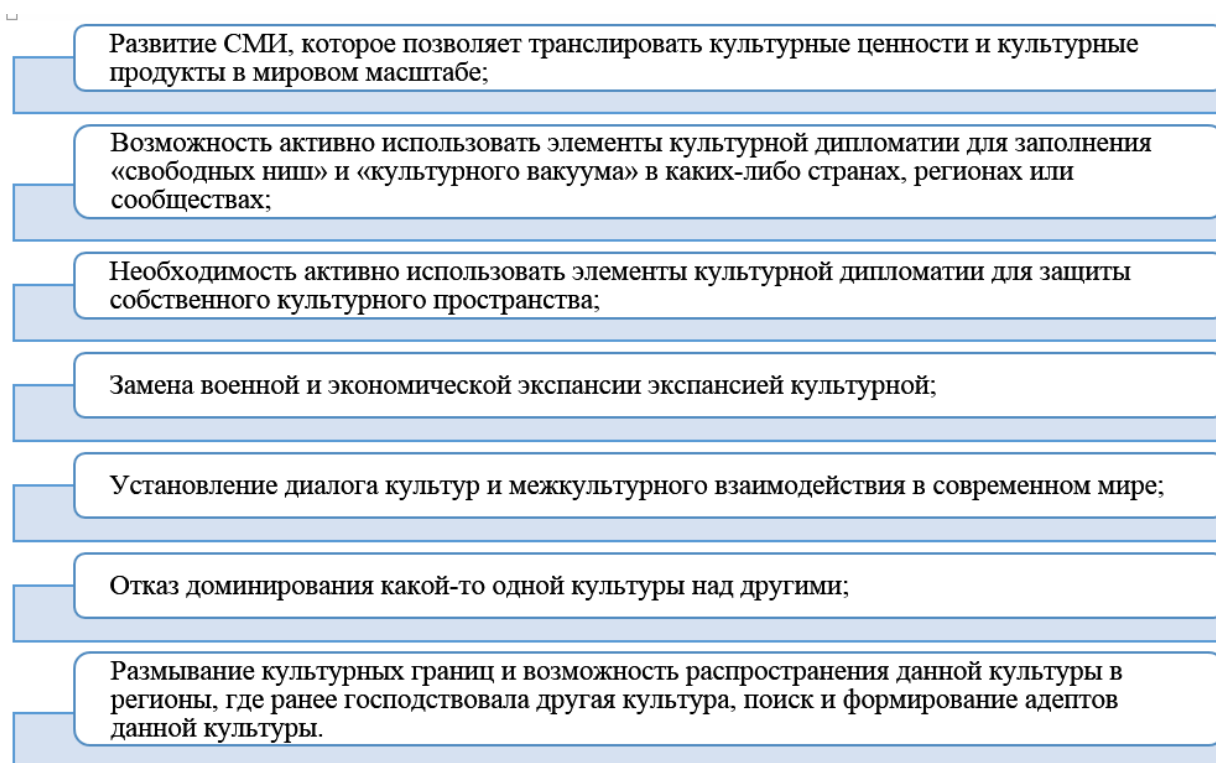 Развитие СМИ, которое позволяет транслировать культурные ценности и культурные
продукты в мировом масштабе;
Возможность активно использовать элементы культурной дипломатии для заполнения
«свободных ниш» и «культурного вакуума» в каких-либо странах, регионах или
сообществах;
Необходимость активно использовать элементы культурной дипломатии для защиты
собственного культурного пространства;
Замена военной и экономической экспансии экспансией культурной;
Установление диалога культур и межкультурного взаимодействия в современном мире;
Отказ доминирования какой-то одной культуры над другими;
Размывание культурных границ и возможность распространения данной культуры в
регионы, где ранее господствовала другая культура, поиск и формирование адептов
данной культуры.